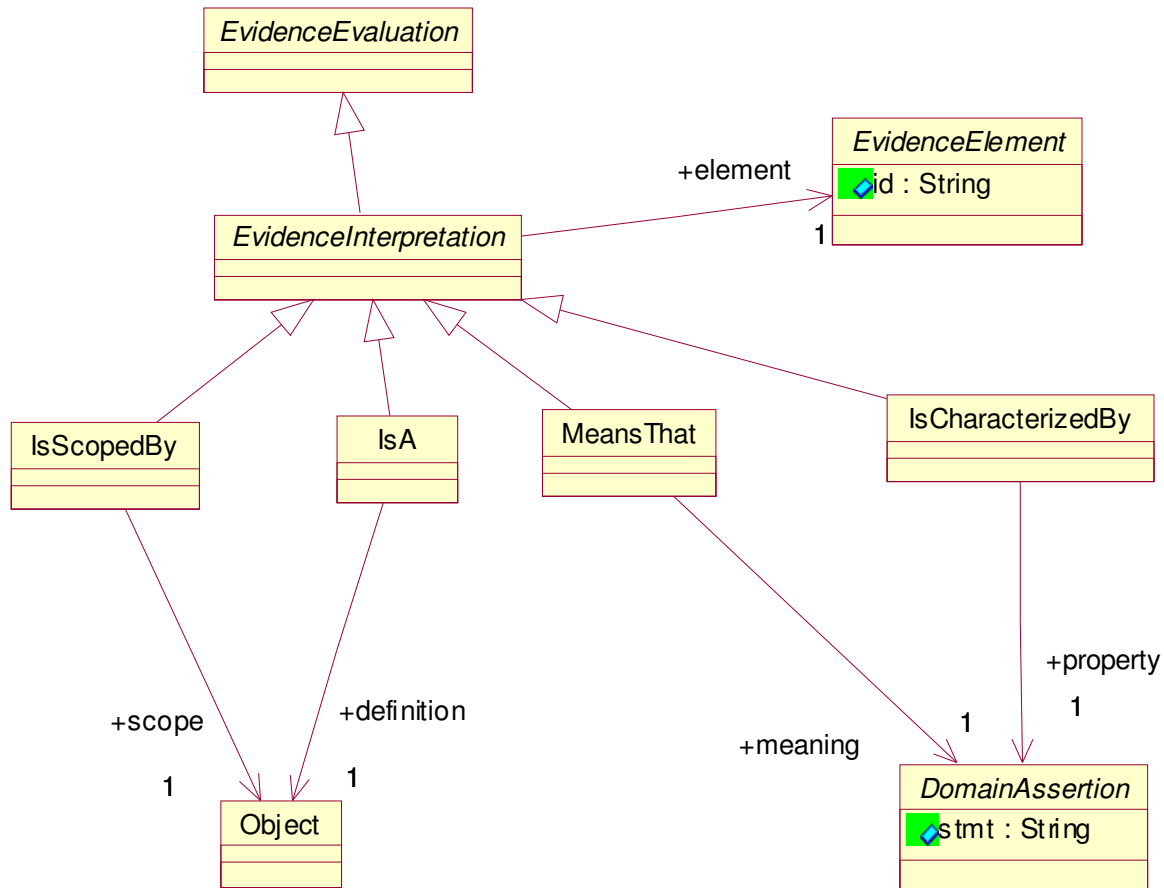 EvidenceEvaluation
EvidenceElement
id : String
+element
1
EvidenceInterpretation
IsScopedBy
IsA
MeansThat
IsCharacterizedBy
+scope
1
+definition
1
+meaning
1
+property
1
Object
DomainAssertion
stmt : String